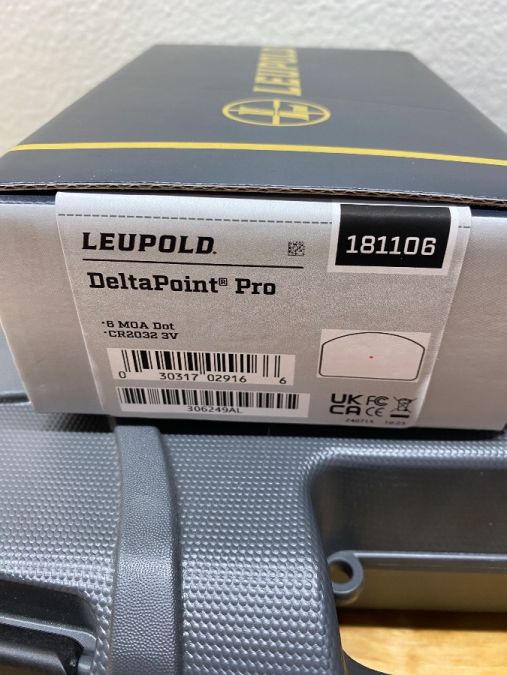 LEUPOLD
L
LEUPOLD®
181106
DeltaPoint® Pro
·6 MOA Dot
·CR2032 3V
0 30317 02916 6
306249AL
UK CA FC CE